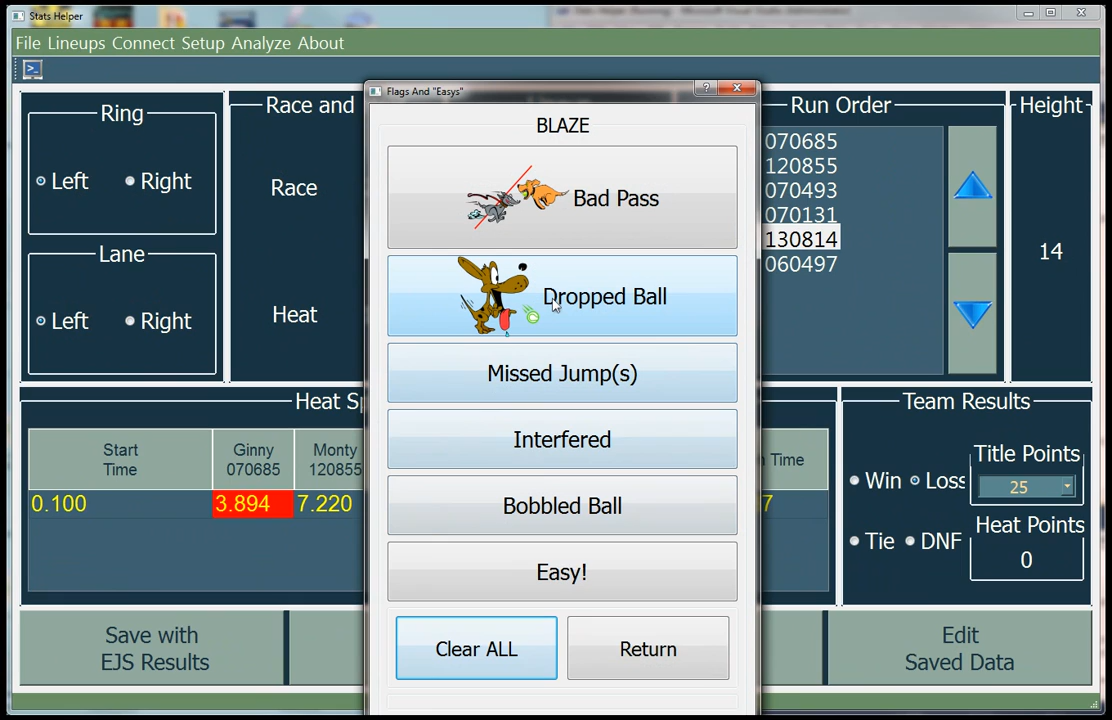 Stats Helper
File Lineups Connect Setup Analyze About
Flags And "Easys"
Ring
Left
Right
Lane
Left
Right
Race and
Race
Heat
BLAZE
Bad Pass
Dropped Ball
Missed Jump(s)
Interfered
Bobbled Ball
Easy!
Clear ALL
Return
Run Order
070685
120855
070493
070131
130814
060497
Height
14
Heat Sp
Start
Time
Ginny
070685
Monty
120855
Time
0.100
3.894
7.220
7
Team Results
Win
Loss
Tie
DNF
Title Points
25
Heat Points
0
Save with
EJS Results
Edit
Saved Data